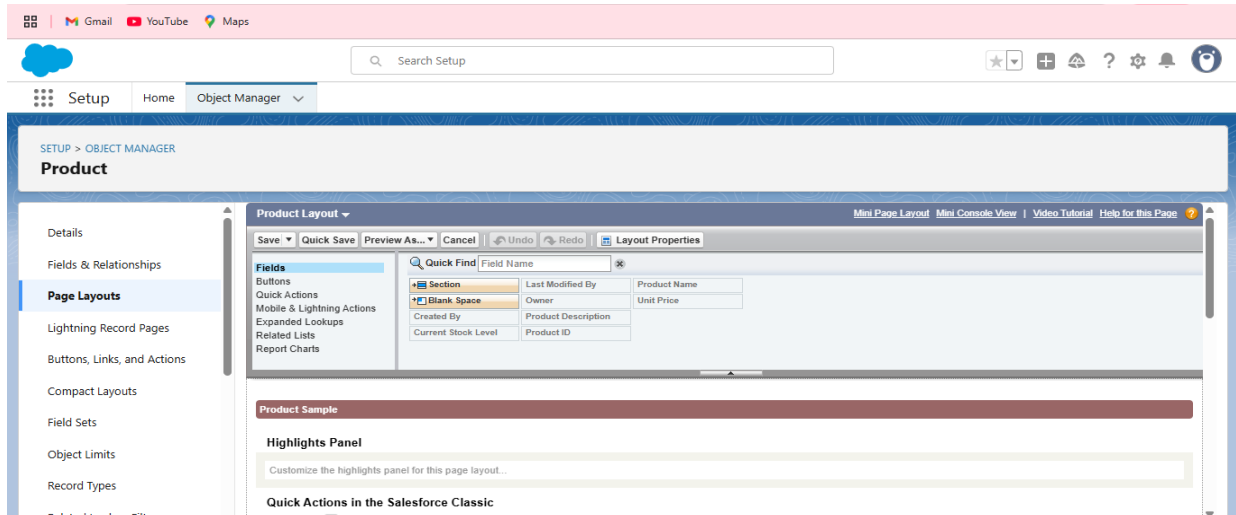 Gmail YouTube Maps
Search Setup
Setup Home Object Manager
SETUP > OBJECT MANAGER
Product
Details
Fields & Relationships
Page Layouts
Lightning Record Pages
Buttons, Links, and Actions
Compact Layouts
Field Sets
Object Limits
Record Types
Product Layout
Mini Page Layout Mini Console View | Video Tutorial Help for this Page
Save Quick Save Preview As... Cancel Undo Redo Layout Properties
Fields
Buttons
Quick Actions
Mobile & Lightning Actions
Expanded Lookups
Related Lists
Report Charts
Quick Find Field Name
Section Last Modified By Product Name
Blank Space Owner Unit Price
Created By Product Description
Current Stock Level Product ID
Product Sample
Highlights Panel
Customize the highlights panel for this page layout...
Quick Actions in the Salesforce Classic